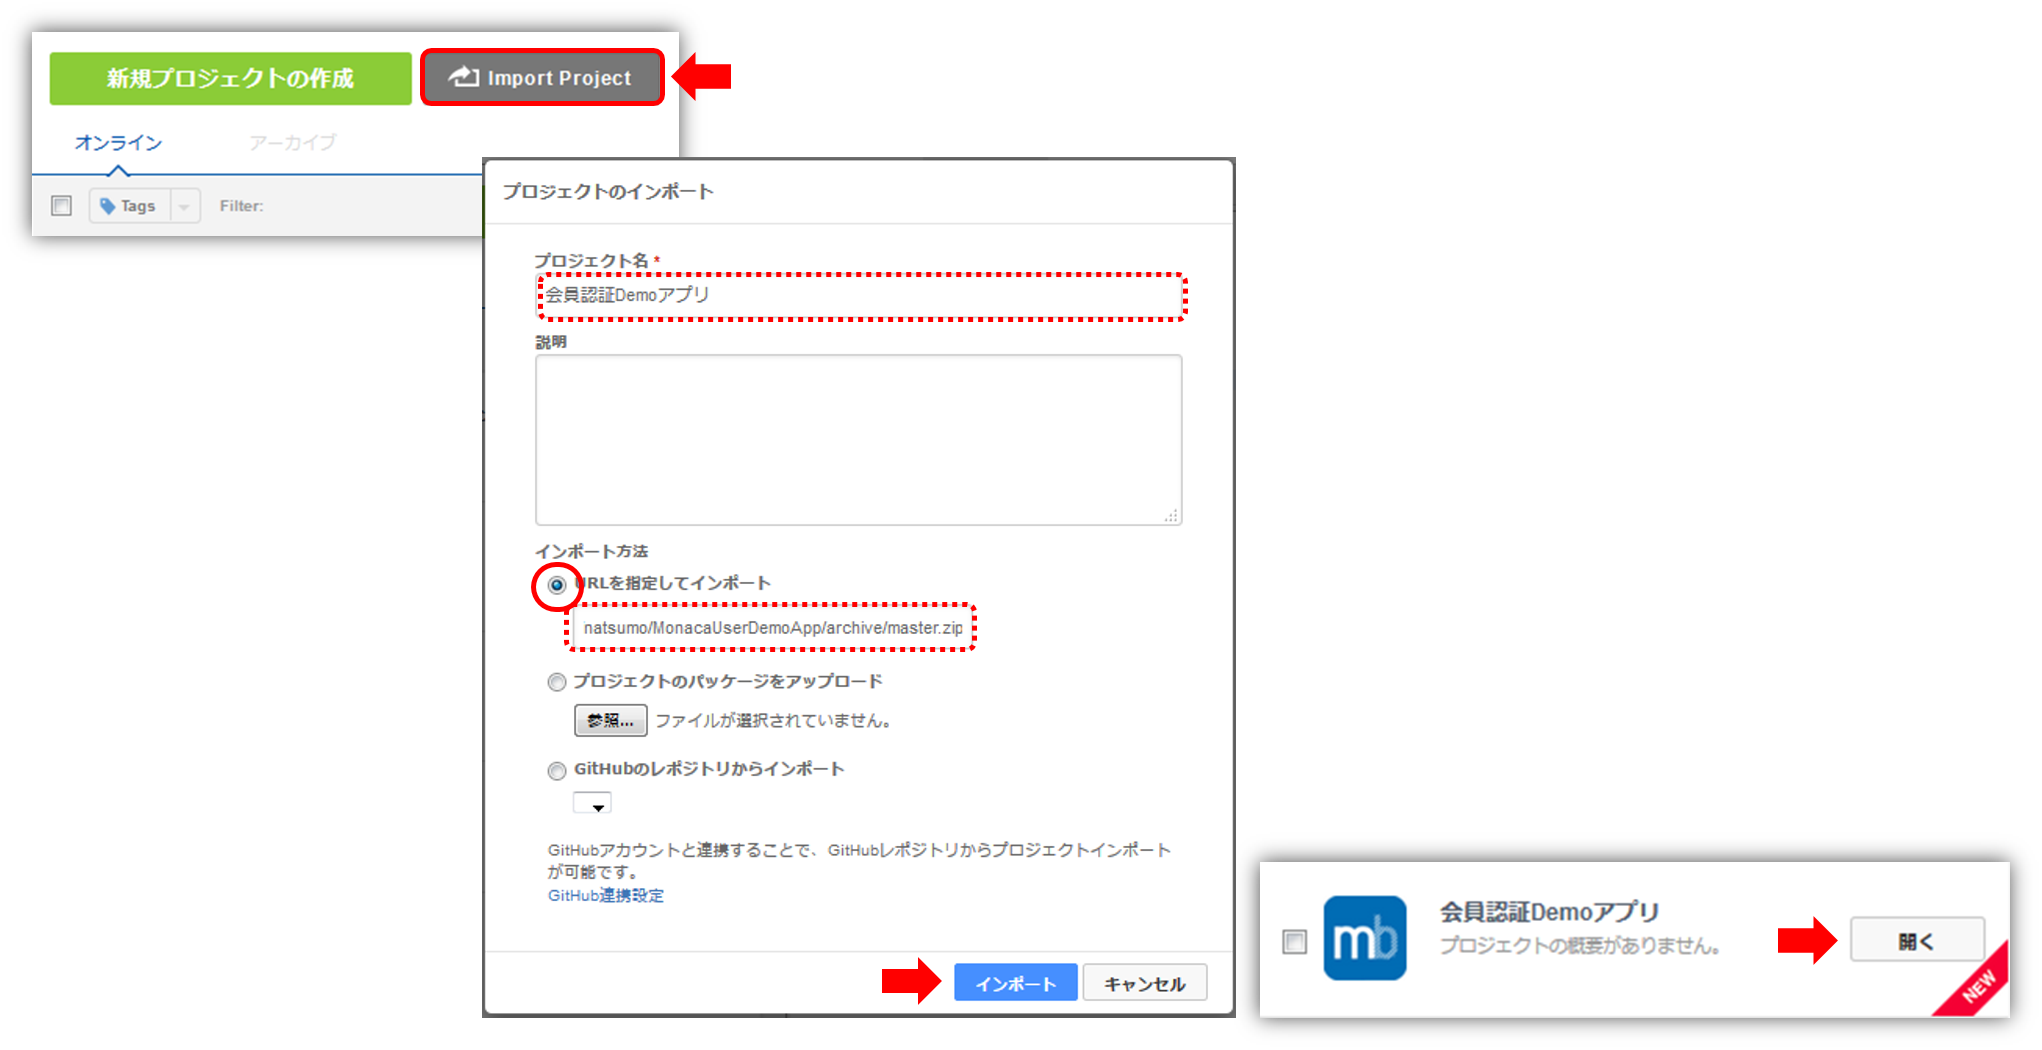 新規プロジェクトの作成
Import Project
オンライン
アーカイブ
Tags
Filter:
プロジェクトのインポート
プロジェクト名 *
会員認証Demoアプリ
説明
インポート方法
URLを指定してインポート
natsumo/MonacaUserDemoApp/archive/master.zip
プロジェクトのパッケージをアップロード
参照... ファイルが選択されていません。
GitHubのレポジトリからインポート
GitHubアカウントと連携することで、GitHubレポジトリからプロジェクトインポート
が可能です。
GitHub連携設定
インポート
キャンセル
mb
会員認証Demoアプリ
プロジェクトの概要がありません。
開く
NEW